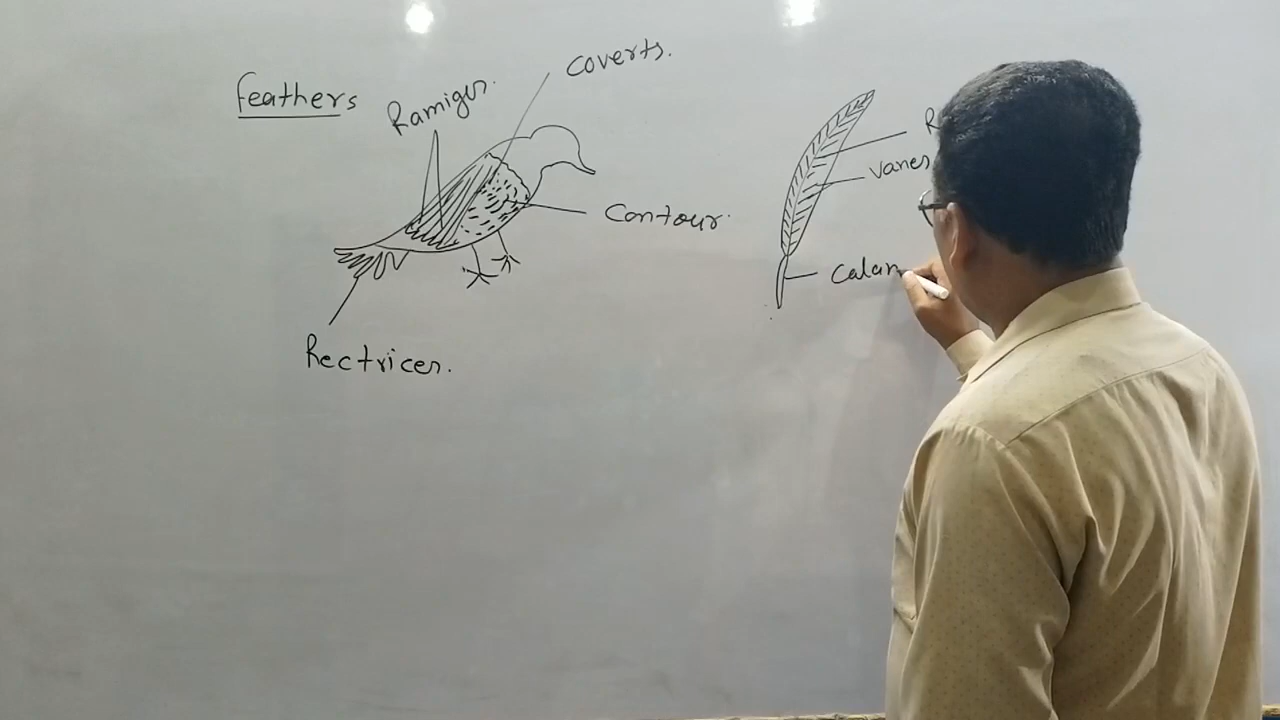 Feathers
Ramiges.
Coverts.
Contour.
Rectrices.
R
Vanes
Calam